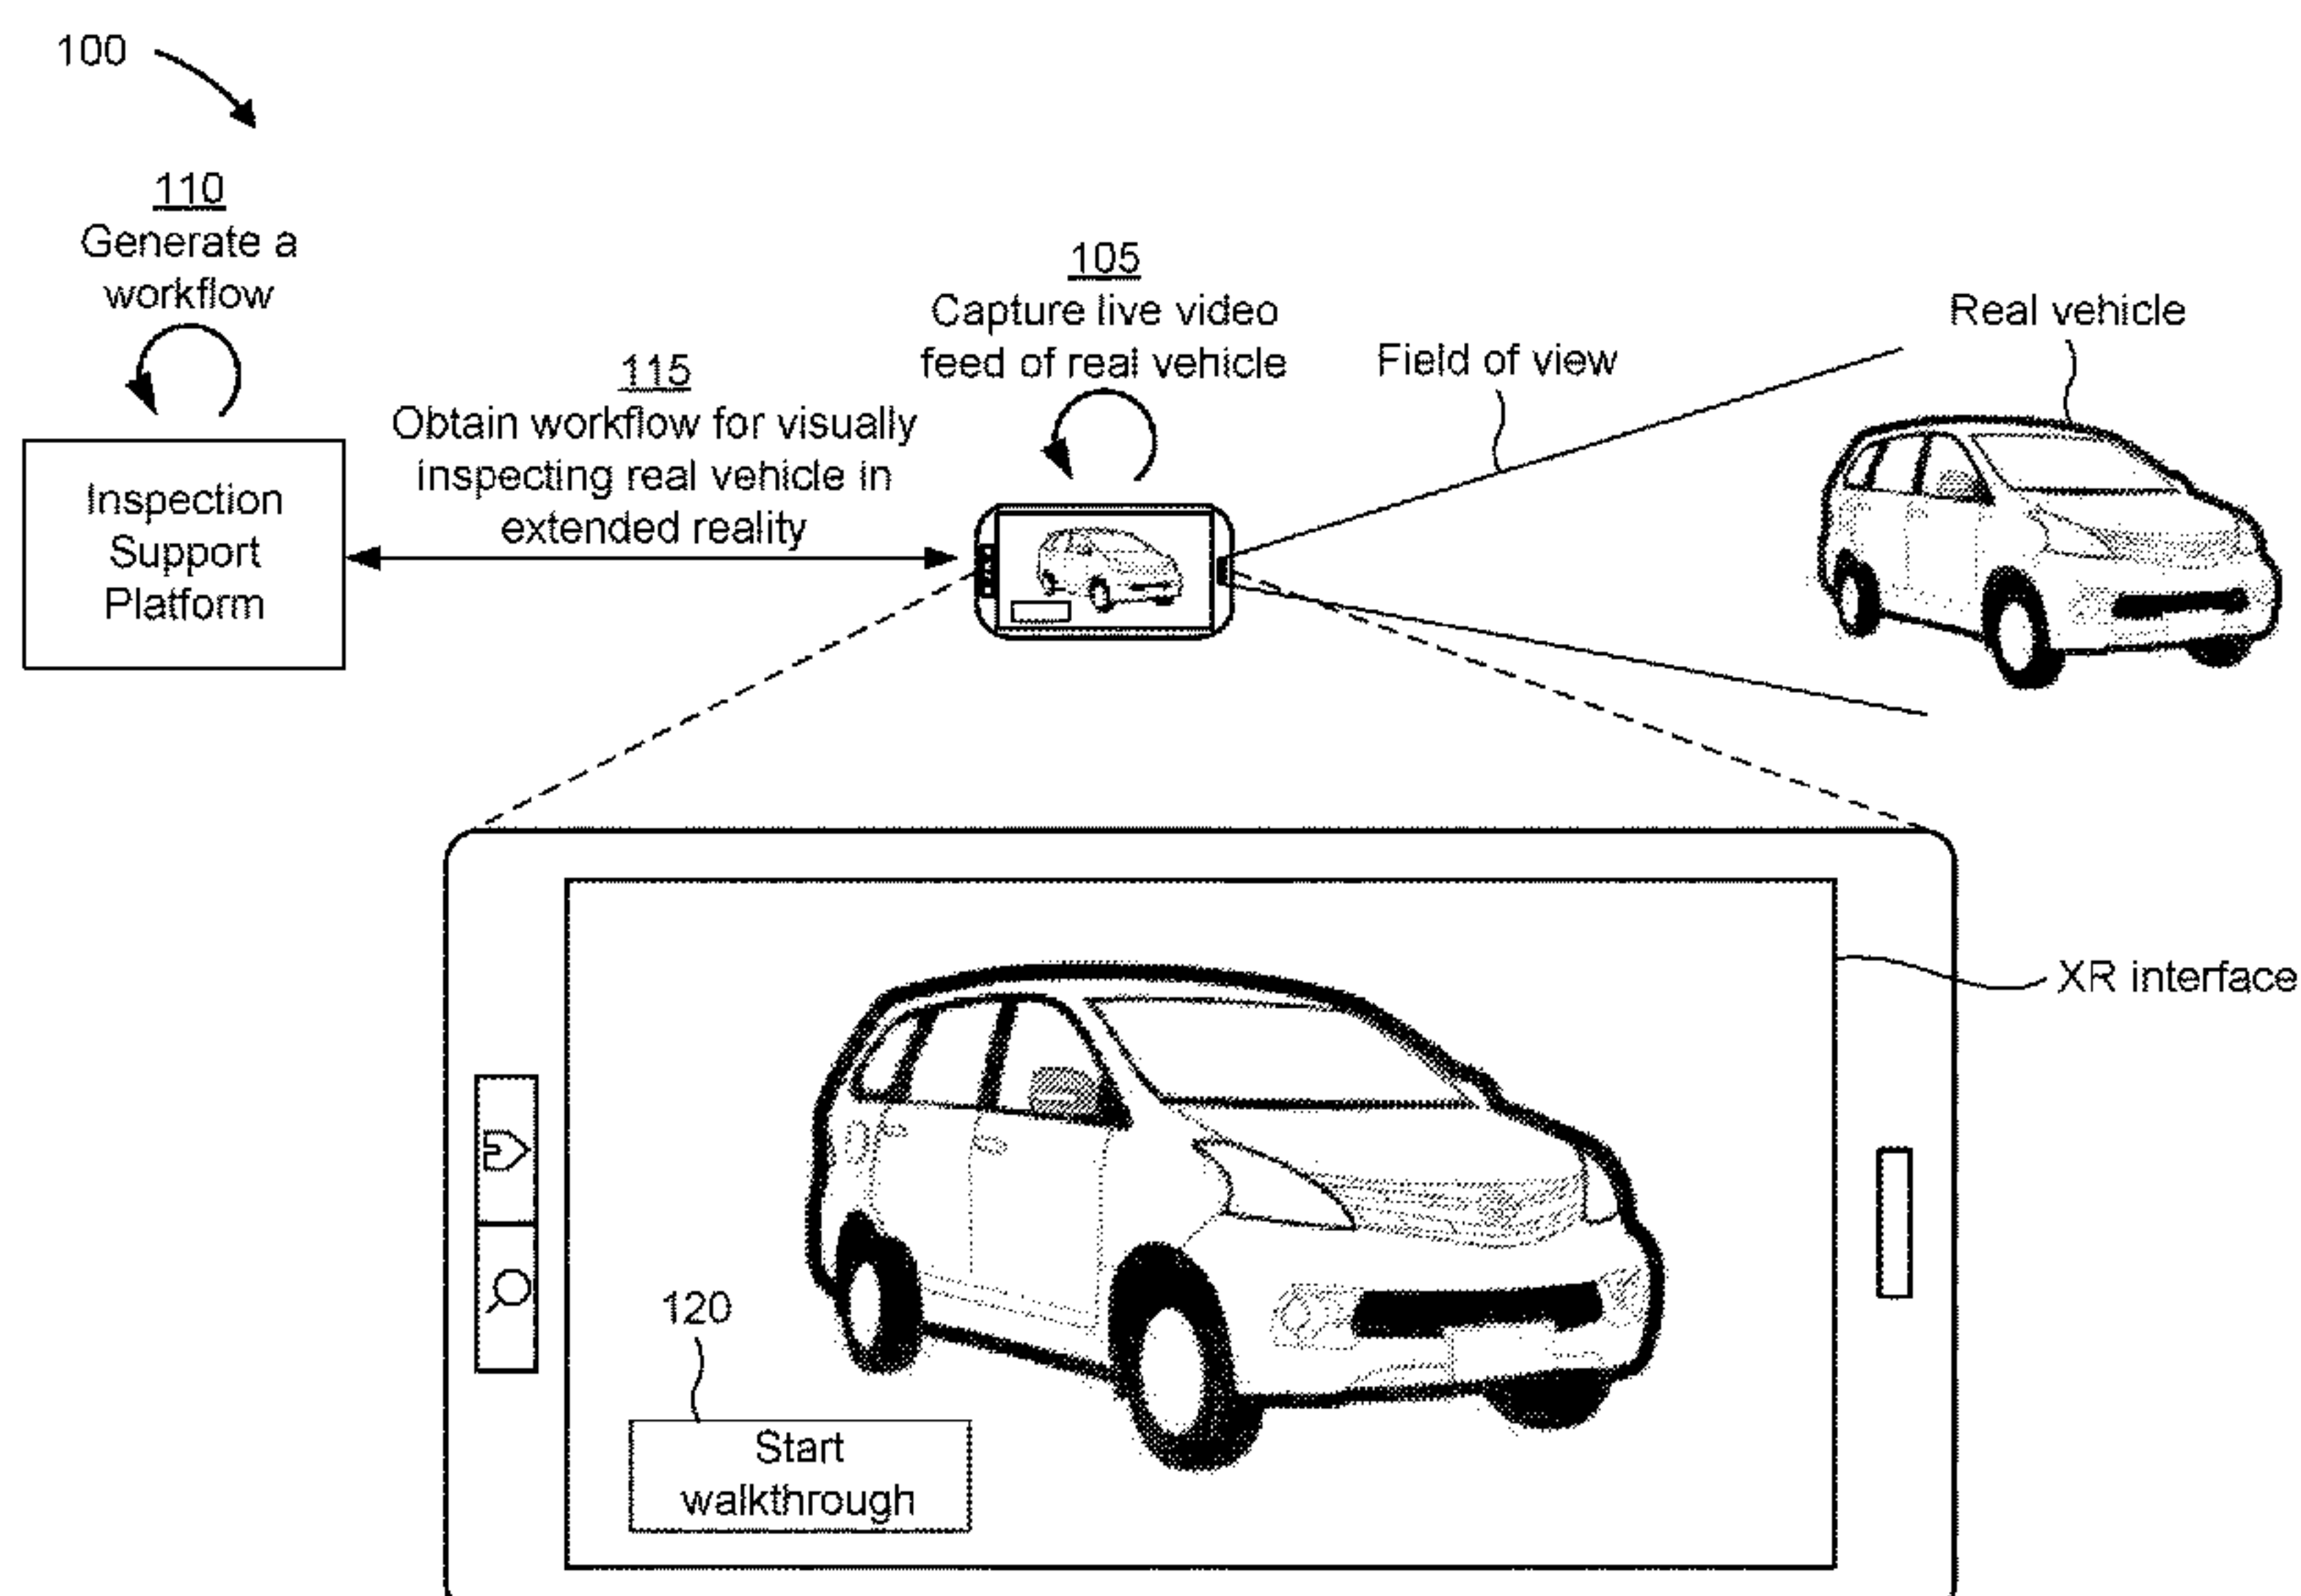 100
110
Generate a
workflow
105
Capture live video
feed of real vehicle
Field of view
Real vehicle
115
Obtain workflow for visually
inspecting real vehicle in
extended reality
Inspection
Support
Platform
XR interface
120
Start
walkthrough